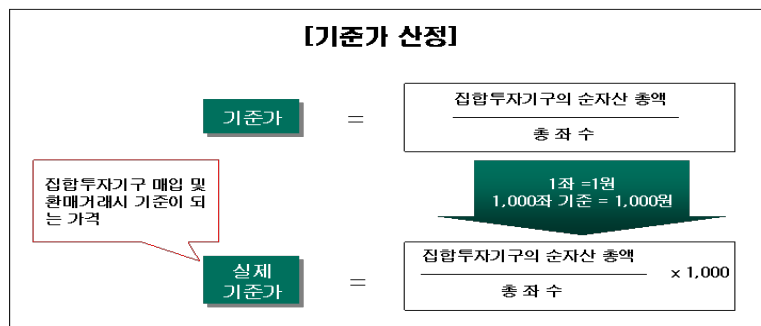 [기준가 산정]
기준가 = 집합투자기구의 순자산 총액
총 좌 수
집합투자기구 매입 및
환매거래시 기준이 되
는 가격
1좌 =1원
1,000좌 기준 = 1,000원
실제
기준가 = 집합투자기구의 순자산 총액
총 좌 수
x 1,000